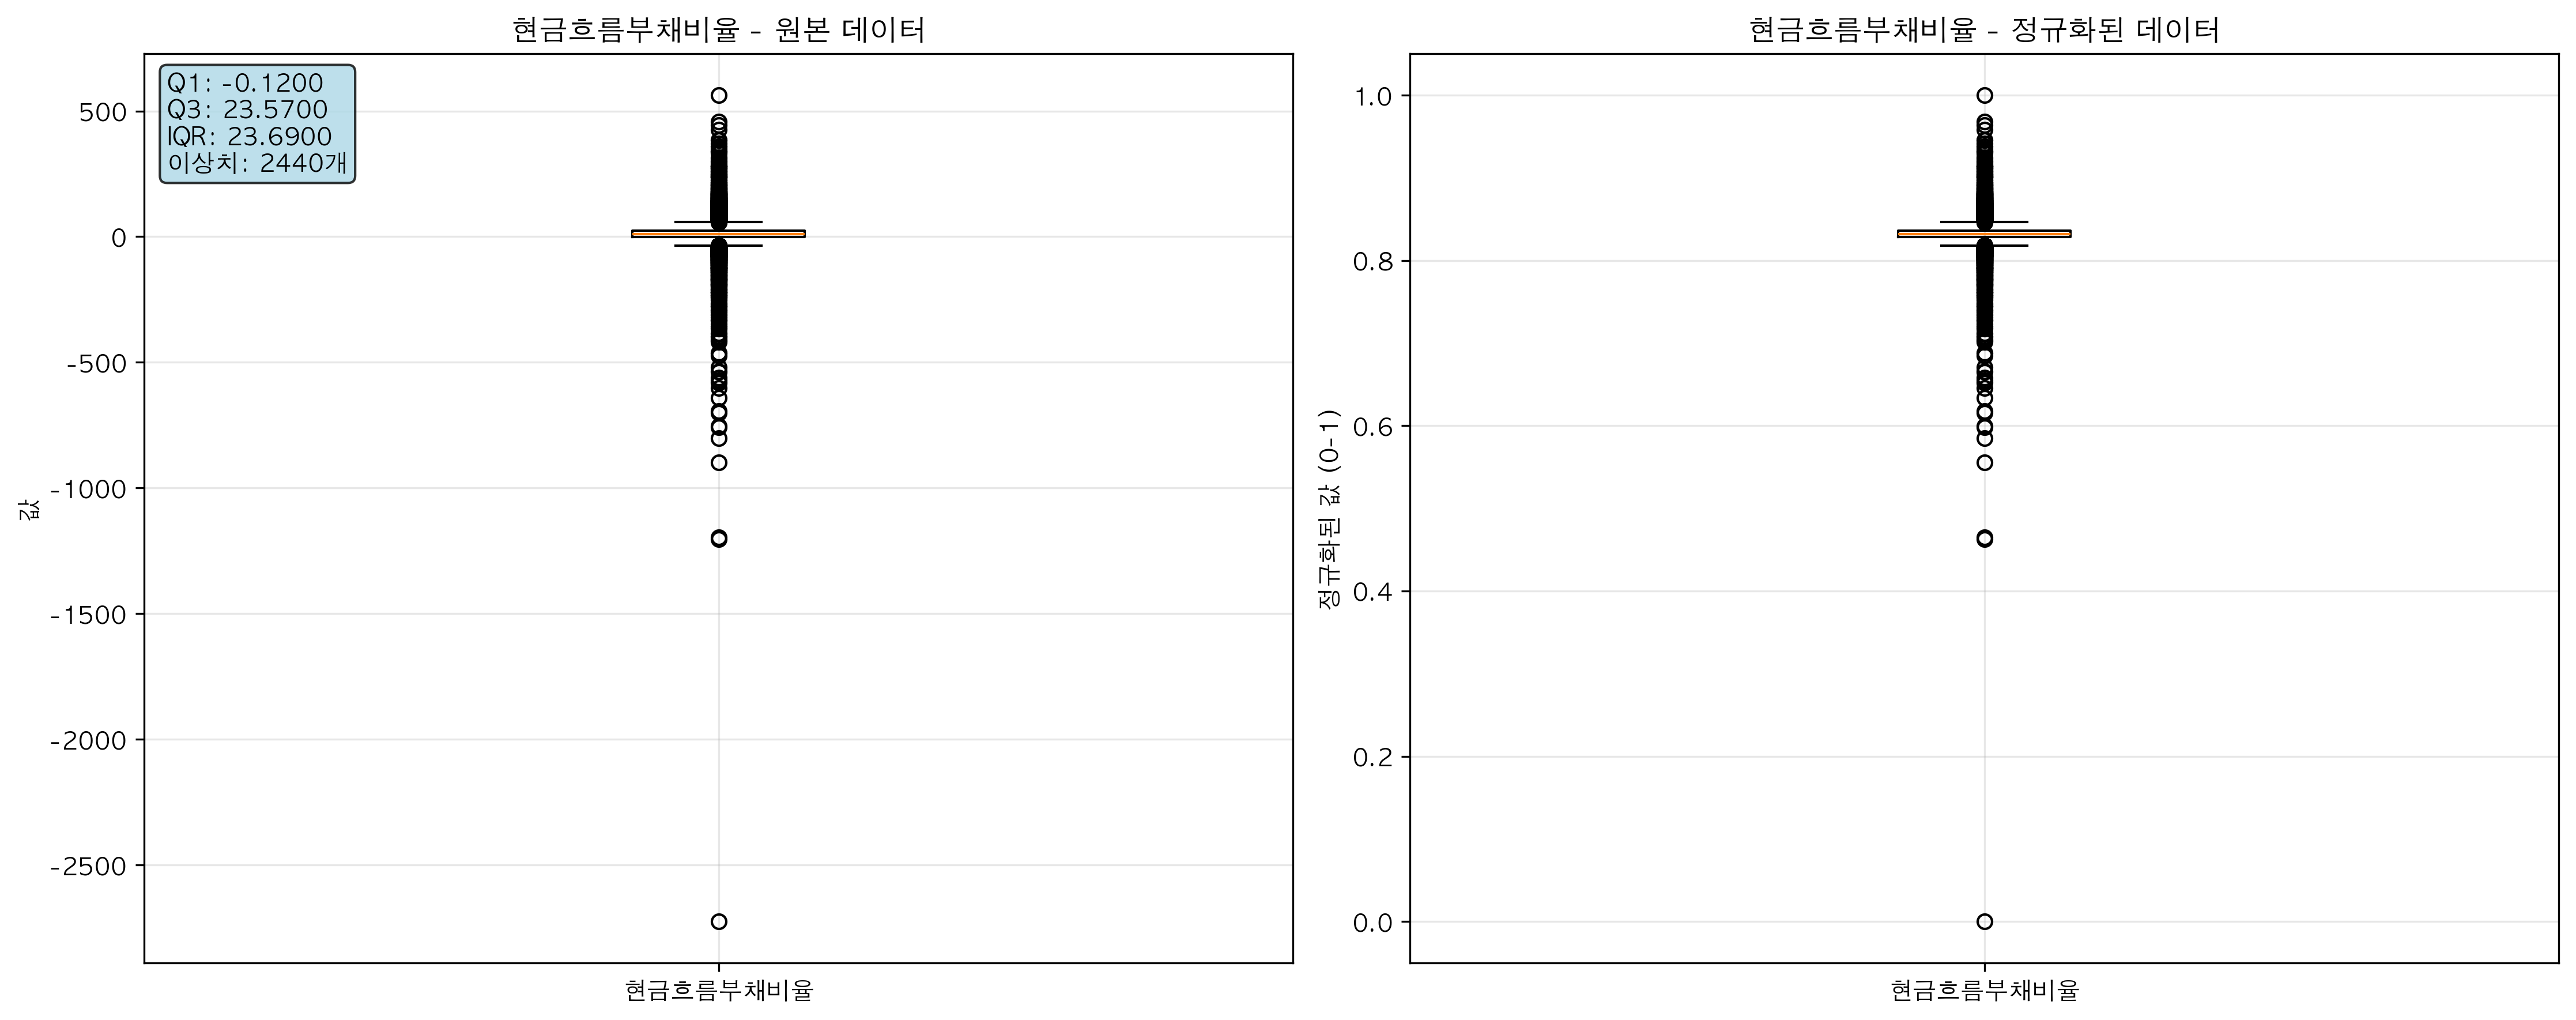 현금흐름부채비율 - 원본 데이터
Q1: -0.1200
Q3: 23.5700
IQR: 23.6900
이상치: 2440개
500
0
-500
-1000
-1500
-2000
-2500
값
현금흐름부채비율
현금흐름부채비율 - 정규화된 데이터
1.0
0.8
0.6
0.4
0.2
0.0
정규화된 값 (0-1)
현금흐름부채비율